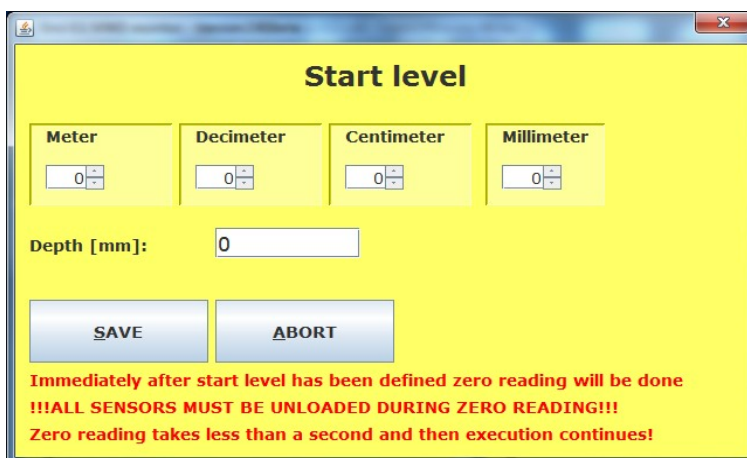 Start level
Meter Decimeter Centimeter Millimeter
0 0 0 0
Depth [mm]: 0
SAVE ABORT
Immediately after start level has been defined zero reading will be done
!!!ALL SENSORS MUST BE UNLOADED DURING ZERO READING!!!
Zero reading takes less than a second and then execution continues!